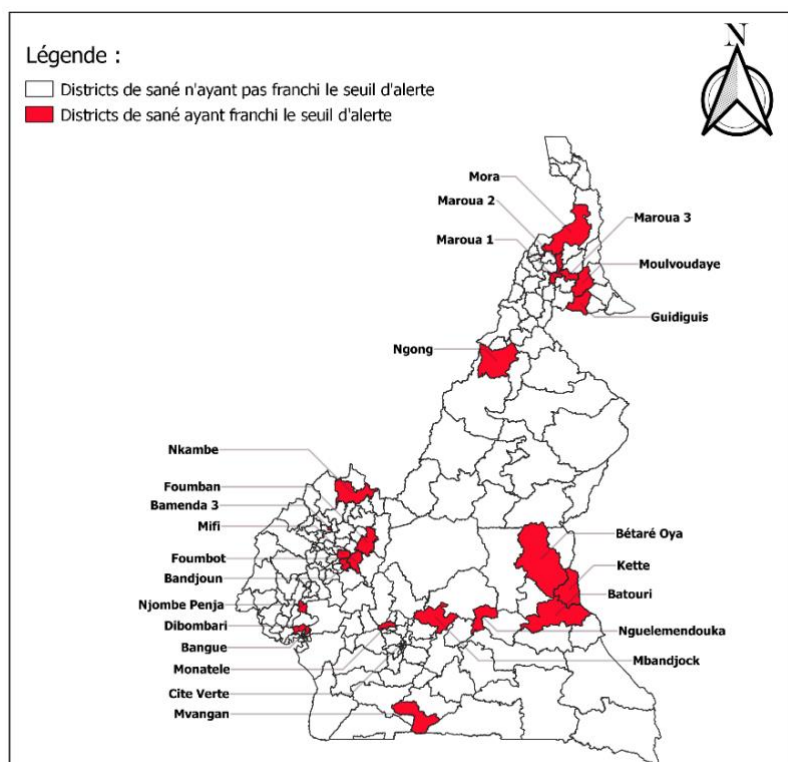 N
Légende :
Districts de sané n'ayant pas franchi le seuil d'alerte
Districts de sané ayant franchi le seuil d'alerte
Mora
Maroua 2
Maroua 3
Maroua 1
Moulvoudaye
Guidiguis
Ngong
Nkambe
Foumban
Bamenda 3
Mifi
Bétaré Oya
Foumbot
Kette
Bandjoun
Batouri
Njombe Penja
Dibombari
Nguelemendouka
Bangue
Mbandjock
Monatele
Cite Verte
Mvangan